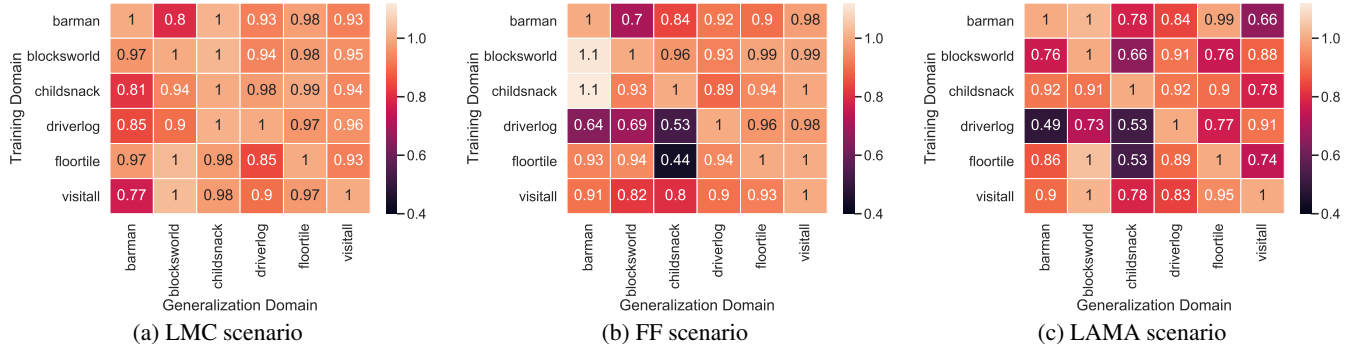 Training Domain
barman 1 0.8 1 0.93 0.98 0.93
blocksworld 0.97 1 1 0.94 0.98 0.95
childsnack 0.81 0.94 1 0.98 0.99 0.94
driverlog 0.85 0.9 1 1 0.97 0.96
floortile 0.97 1 0.98 0.85 1 0.93
visitall 0.77 1 0.98 0.9 0.97 1
barman blocksworld childsnack driverlog floortile visitall
Generalization Domain
1.0
0.8
0.6
0.4
(a) LMC scenario
Training Domain
barman 1 0.7 0.84 0.92 0.9 0.98
blocksworld 1.1 1 0.96 0.93 0.99 0.99
childsnack 1.1 0.93 1 0.89 0.94 1
driverlog 0.64 0.69 0.53 1 0.96 0.98
floortile 0.93 0.94 0.44 0.94 1 1
visitall 0.91 0.82 0.8 0.9 0.93 1
barman blocksworld childsnack driverlog floortile visitall
Generalization Domain
1.0
0.8
0.6
0.4
(b) FF scenario
Training Domain
barman 1 1 0.78 0.84 0.99 0.66
blocksworld 0.76 1 0.66 0.91 0.76 0.88
childsnack 0.92 0.91 1 0.92 0.9 0.78
driverlog 0.49 0.73 0.53 1 0.77 0.91
floortile 0.86 1 0.53 0.89 1 0.74
visitall 0.9 1 0.78 0.83 0.95 1
barman blocksworld childsnack driverlog floortile visitall
Generalization Domain
1.0
0.8
0.6
0.4
(c) LAMA scenario